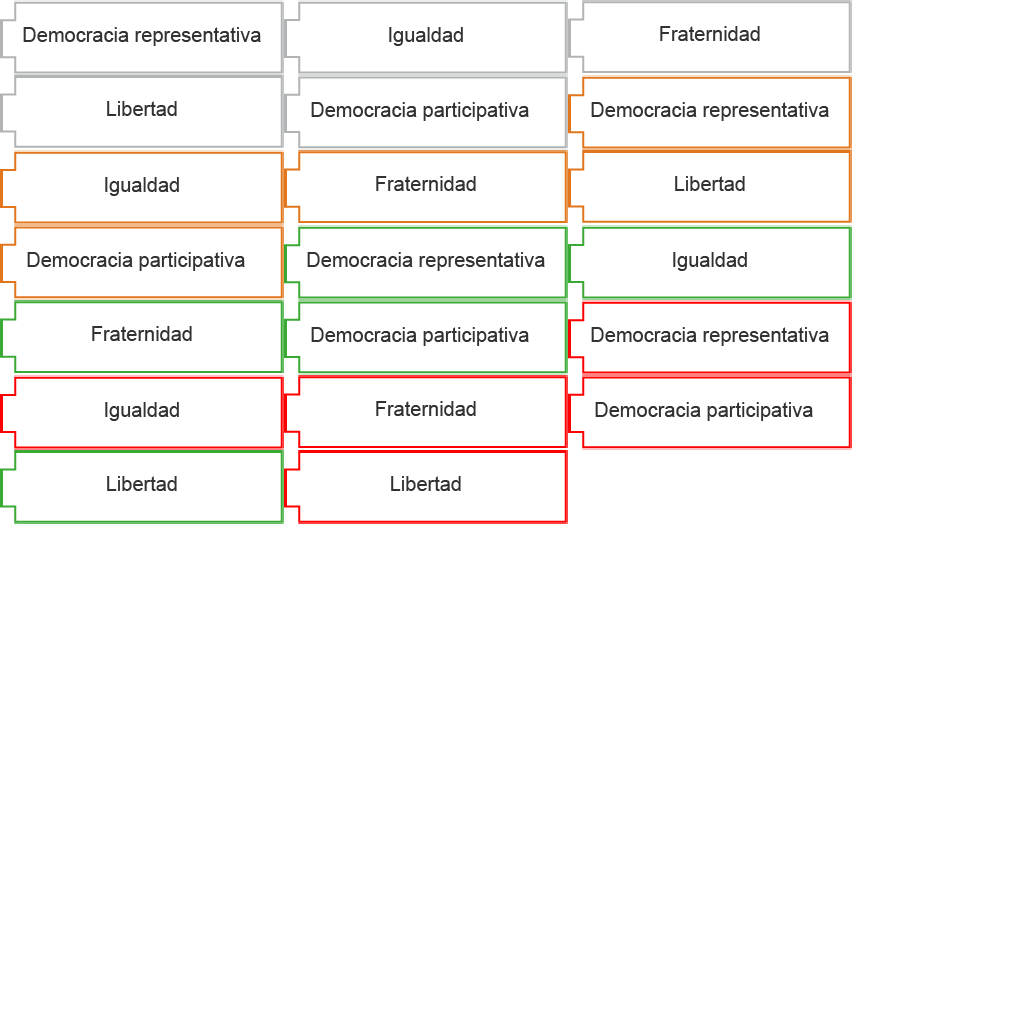 Democracia representativa
Igualdad
Fraternidad
Libertad
Democracia participativa
Democracia representativa
Igualdad
Fraternidad
Libertad
Democracia participativa
Democracia representativa
Igualdad
Fraternidad
Democracia participativa
Democracia representativa
Igualdad
Fraternidad
Democracia participativa
Libertad
Libertad